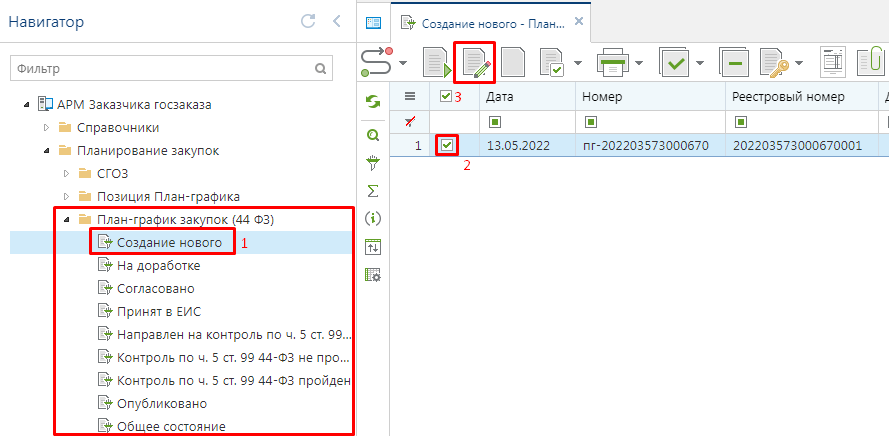 Навигатор
Фильтр
АРМ Заказчика госзаказа
Справочники
Планирование закупок
СГОЗ
Позиция План-графика
План-график закупок (44 ФЗ)
Создание нового 1
На доработке
Согласовано
Принят в ЕИС
Направлен на контроль по ч. 5 ст. 99...
Контроль по ч. 5 ст. 99 44-ФЗ не про...
Контроль по ч. 5 ст. 99 44-ФЗ пройден
Опубликовано
Общее состояние
Создание нового - План...
3 Дата Номер Реестровый номер
1 13.05.2022 пг-202203573000670 202203573000670001
2